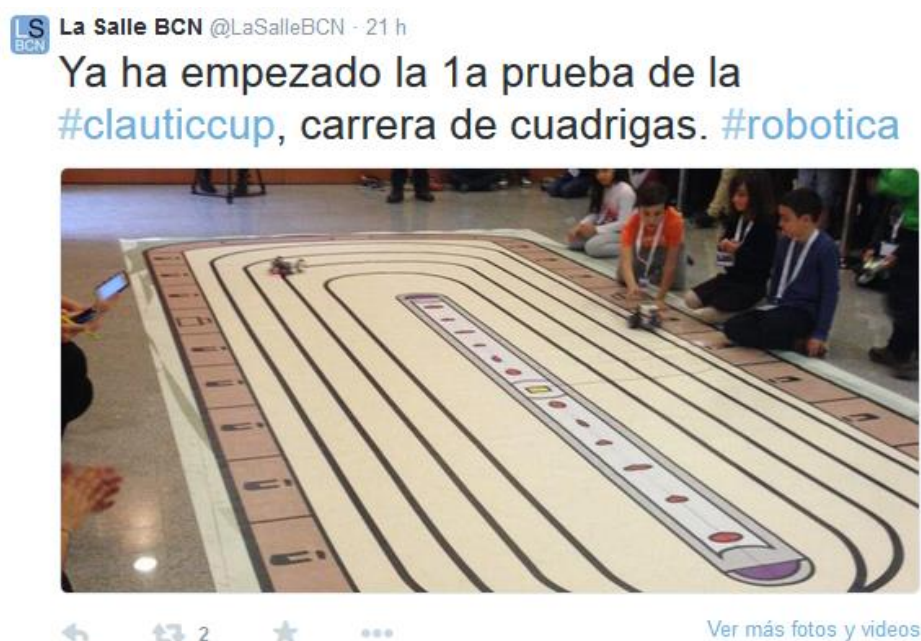 LS
BCN
La Salle BCN @LaSalleBCN · 21 h
Ya ha empezado la 1a prueba de la
#clauticcup, carrera de cuadrigas. #robotica
2
Ver más fotos y videos